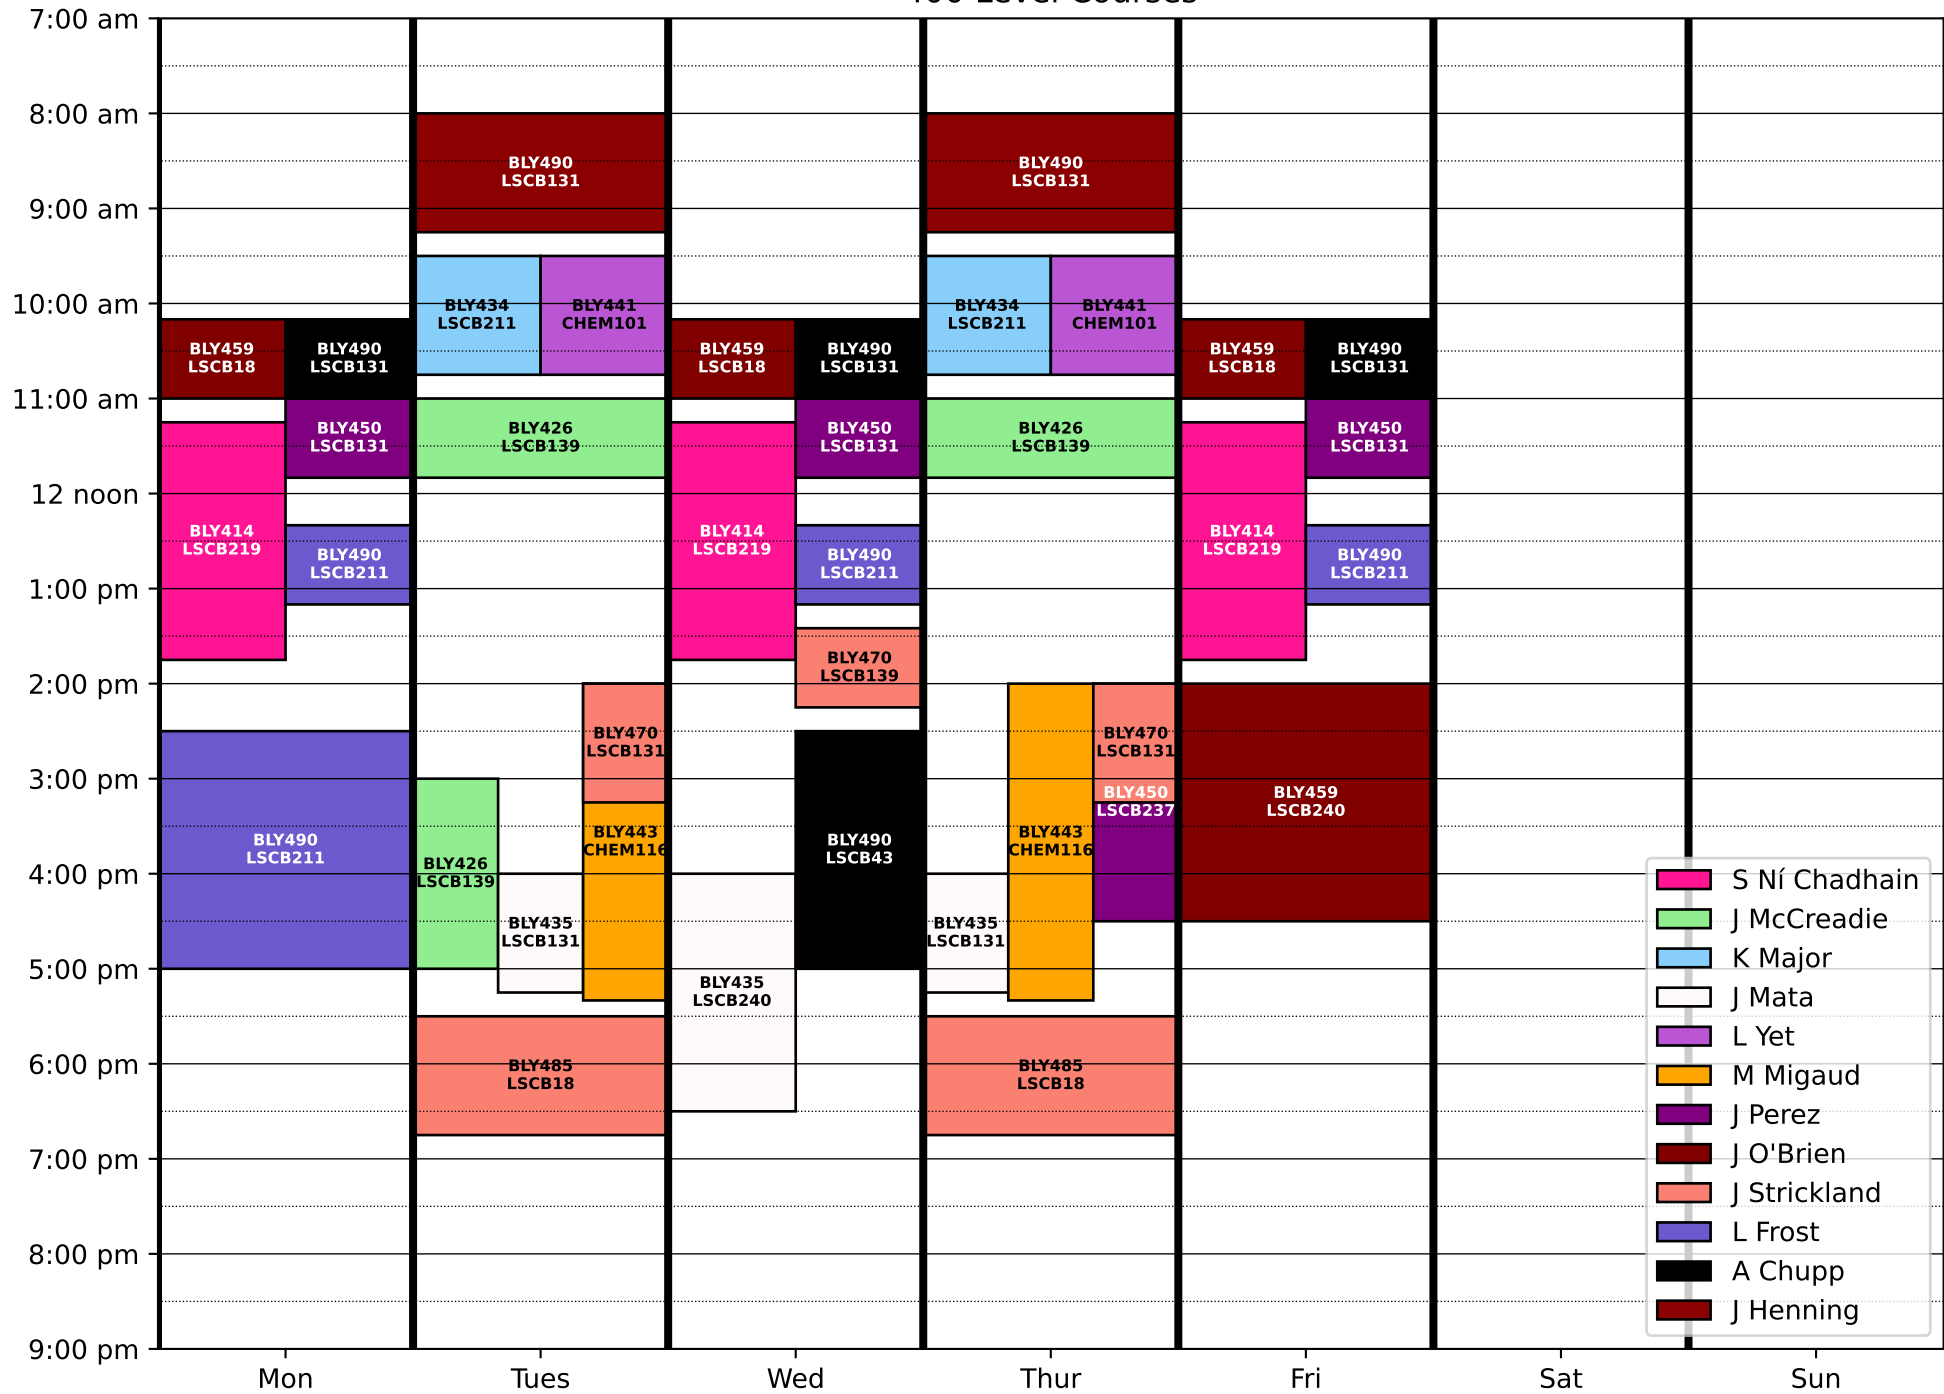 400-Level Courses
7:00 am
8:00 am
9:00 am
10:00 am
11:00 am
12 noon
1:00 pm
2:00 pm
3:00 pm
4:00 pm
5:00 pm
6:00 pm
7:00 pm
8:00 pm
9:00 pm
BLY459
LSCB18
BLY490
LSCB131
BLY450
LSCB131
BLY414
LSCB219
BLY490
LSCB211
BLY490
LSCB211
BLY490
LSCB131
BLY434
LSCB211
BLY441
CHEM101
BLY426
LSCB139
BLY470
LSCB131
BLY443
CHEM116
BLY426
LSCB139
BLY435
LSCB131
BLY485
LSCB18
BLY459
LSCB18
BLY490
LSCB131
BLY450
LSCB131
BLY414
LSCB219
BLY490
LSCB211
BLY470
LSCB139
BLY490
LSCB43
BLY435
LSCB240
BLY490
LSCB131
BLY434
LSCB211
BLY441
CHEM101
BLY426
LSCB139
BLY470
LSCB131
BLY450
LSCB237
BLY443
CHEM116
BLY435
LSCB131
BLY485
LSCB18
BLY459
LSCB18
BLY490
LSCB131
BLY450
LSCB131
BLY414
LSCB219
BLY490
LSCB211
BLY459
LSCB240
S Ní Chadhain
J McCreadie
K Major
J Mata
L Yet
M Migaud
J Perez
J O'Brien
J Strickland
L Frost
A Chupp
J Henning
Mon
Tues
Wed
Thur
Fri
Sat
Sun